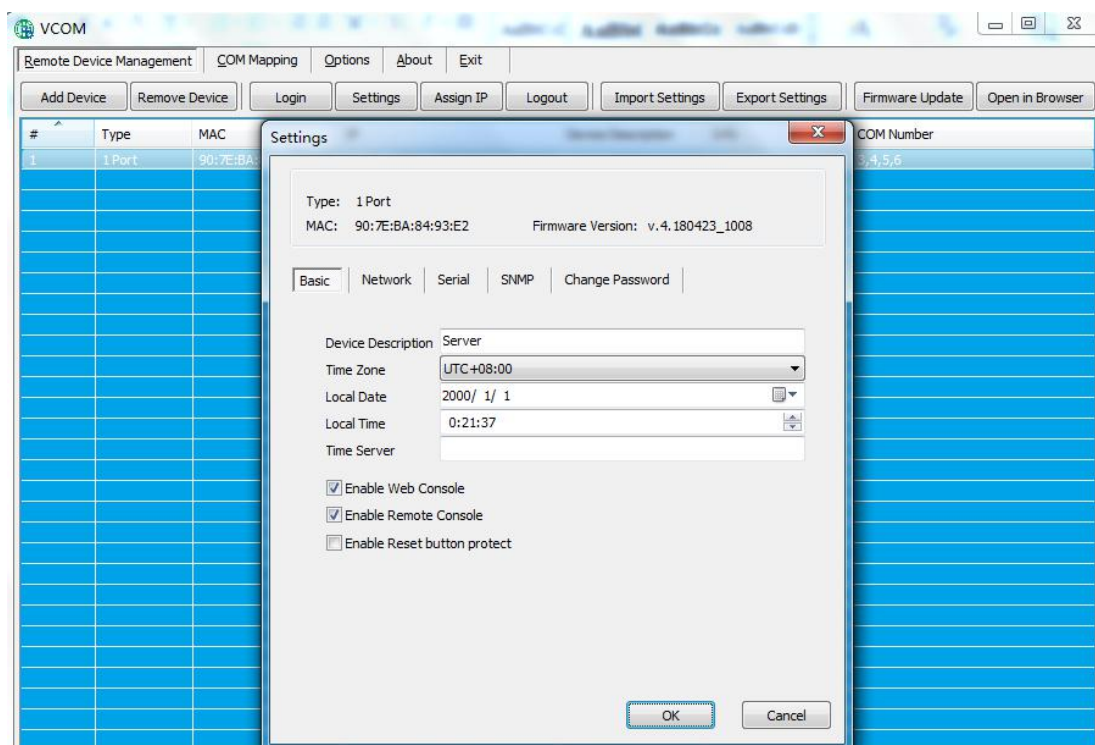 VCOM
Remote Device Management COM Mapping Options About Exit
Add Device Remove Device Login Settings Assign IP Logout Import Settings Export Settings Firmware Update Open in Browser
# Type MAC COM Number
1 1 Port 90:7E:BA: 3,4,5,6
Settings
Type: 1 Port
MAC: 90:7E:BA:84:93:E2 Firmware Version: v.4.180423_1008
Basic Network Serial SNMP Change Password
Device Description Server
Time Zone UTC+08:00
Local Date 2000/ 1/ 1
Local Time 0:21:37
Time Server
Enable Web Console
Enable Remote Console
Enable Reset button protect
OK Cancel